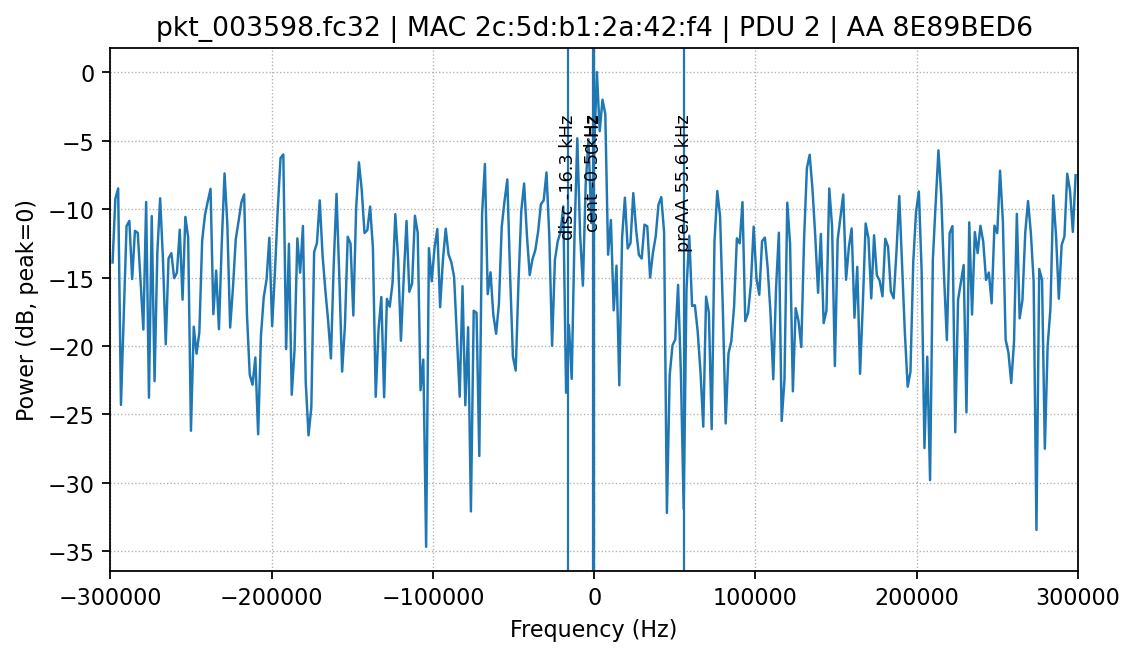 pkt_003598.fc32 | MAC 2c:5d:b1:2a:42:f4 | PDU 2 | AA 8E89BED6
Power (dB, peak=0)
0
−5
−10
−15
−20
−25
−30
−35
disc -16.3 kHz
cent -0.5
kHz
preAA 55.6 kHz
−300000
−200000
−100000
0
100000
200000
300000
Frequency (Hz)